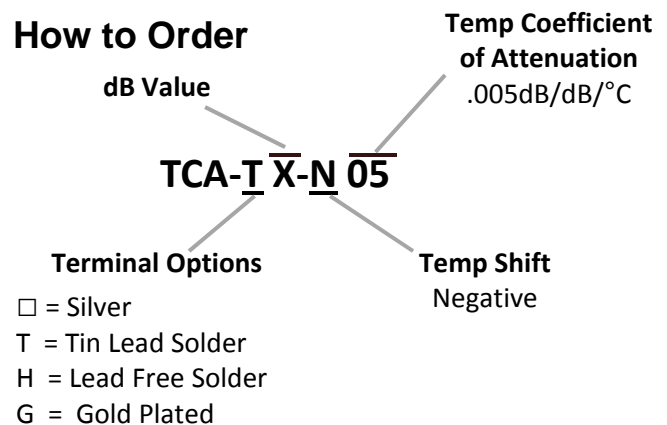 How to Order
Temp Coefficient
of Attenuation
.005dB/dB/°C
dB Value
TCA-T X-N 05
Terminal Options
□ = Silver
T = Tin Lead Solder
H = Lead Free Solder
G = Gold Plated
Temp Shift
Negative